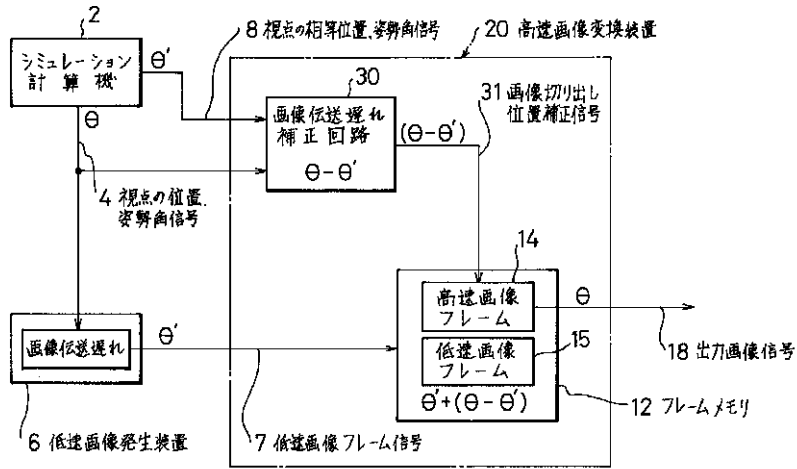 2
シミュレーション
計算機
θ'
8 視点の相等位置、姿勢角信号
20 高速画像変換装置
30
画像伝送遅れ
補正回路
θ-θ'
(θ-θ')
31 画像切り出し
位置補正信号
θ
4 視点の位置、
姿勢角信号
14
高速画像
フレーム
θ
18 出力画像信号
画像伝送遅れ
θ'
15
低速画像
フレーム
θ'+(θ-θ')
12 フレームメモリ
6 低速画像発生装置
7 低速画像フレーム信号